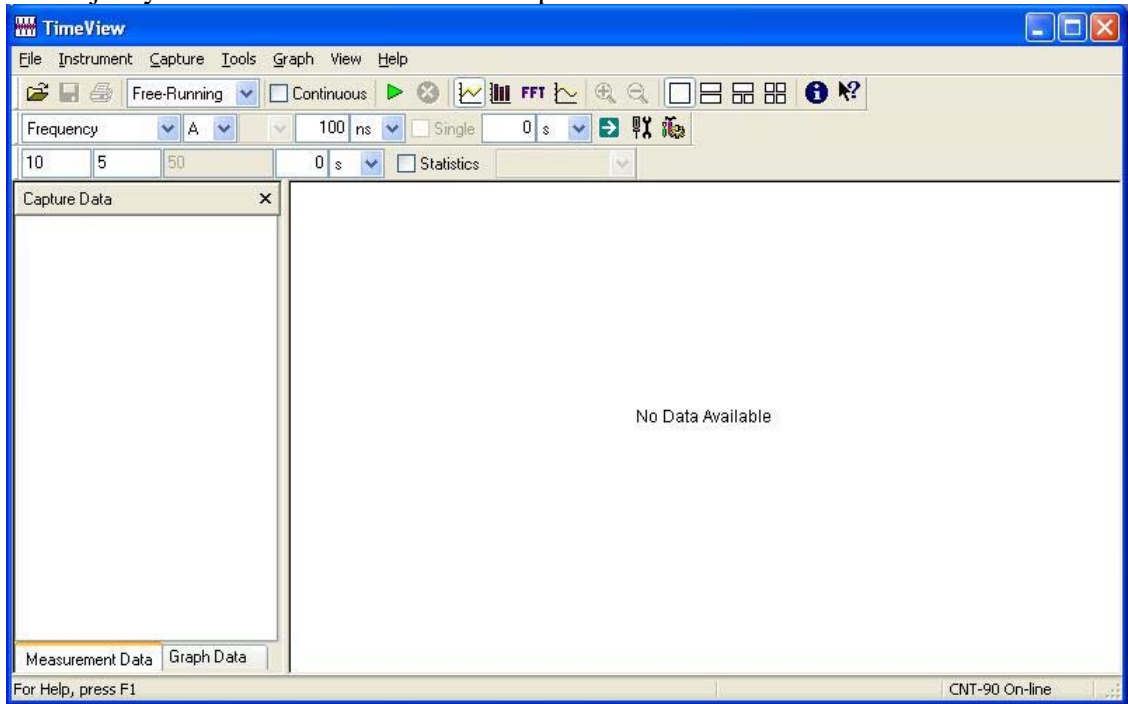 TimeView
File Instrument Capture Tools Graph View Help
Free-Running Continuous FFT
Frequency A 100 ns Single 0 s
10 5 50 0 s Statistics
Capture Data
No Data Available
Measurement Data Graph Data
For Help, press F1 CNT-90 On-line